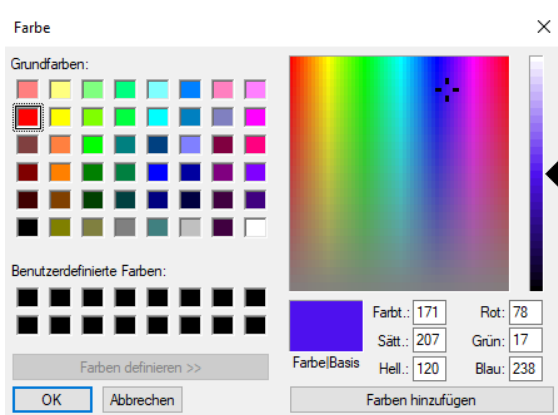 Farbe
Grundfarben:
Benutzerdefinierte Farben:
Farben definieren >>
OK
Abbrechen
Farbe|Basis
Farbt.: 171
Sätt.: 207
Hell.: 120
Rot: 78
Grün: 17
Blau: 238
Farben hinzufügen